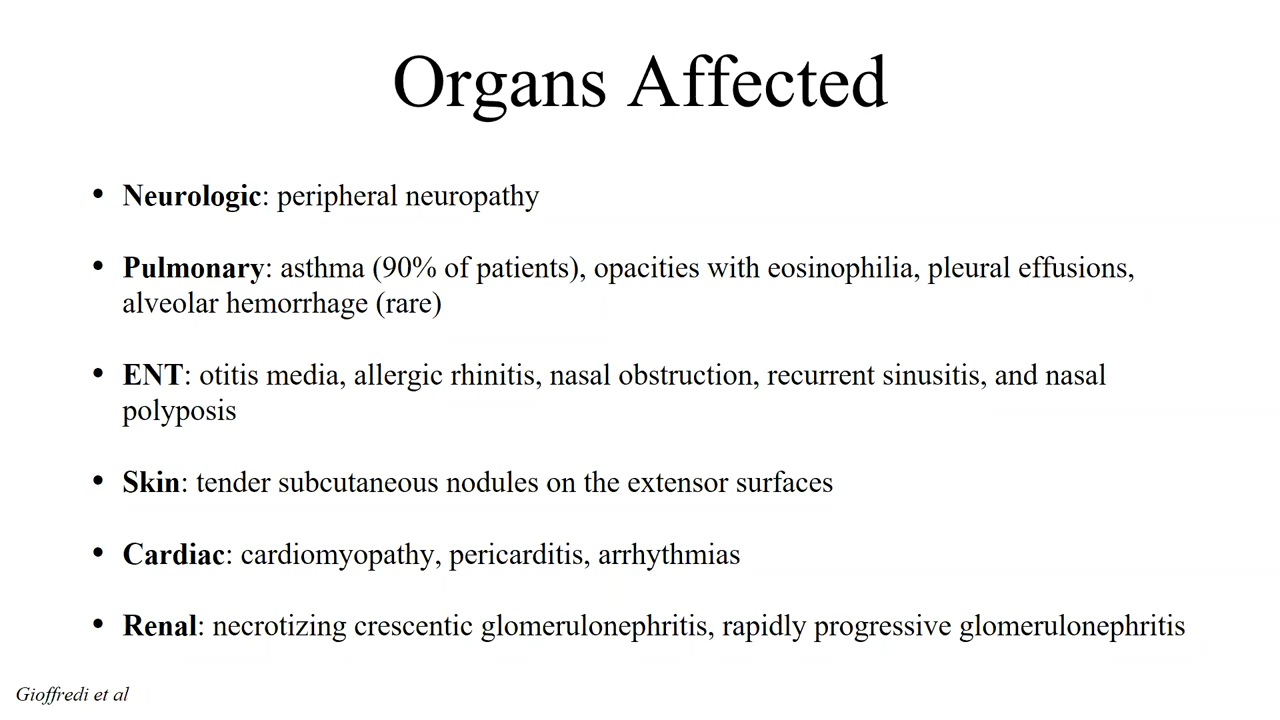 Organs Affected
• Neurologic: peripheral neuropathy
• Pulmonary: asthma (90% of patients), opacities with eosinophilia, pleural effusions,
alveolar hemorrhage (rare)
• ENT: otitis media, allergic rhinitis, nasal obstruction, recurrent sinusitis, and nasal
polyposis
• Skin: tender subcutaneous nodules on the extensor surfaces
• Cardiac: cardiomyopathy, pericarditis, arrhythmias
• Renal: necrotizing crescentic glomerulonephritis, rapidly progressive glomerulonephritis
Gioffredi et al